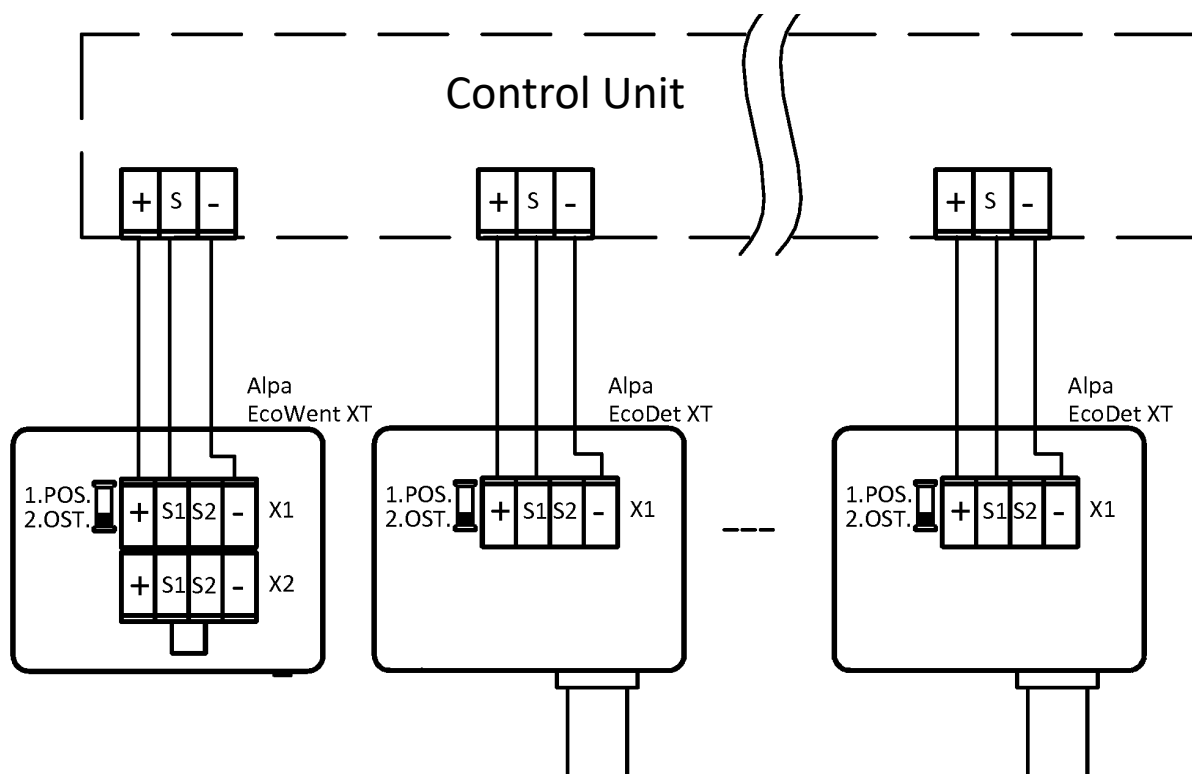 Control Unit
+ S -
+ S -
+ S -
Alpa
EcoWent XT
Alpa
EcoDet XT
Alpa
EcoDet XT
1.POS.
2.OST.
+ S1 S2 - X1
+ S1 S2 - X2
1.POS.
2.OST.
+ S1 S2 - X1
1.POS.
2.OST.
+ S1 S2 - X1